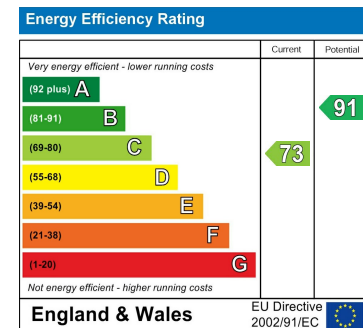 Energy Efficiency Rating
Current Potential
Very energy efficient - lower running costs
(92 plus) A
(81-91) B
91
(69-80) C
73
(55-68) D
(39-54) E
(21-38) F
(1-20) G
Not energy efficient - higher running costs
England & Wales
EU Directive
2002/91/EC